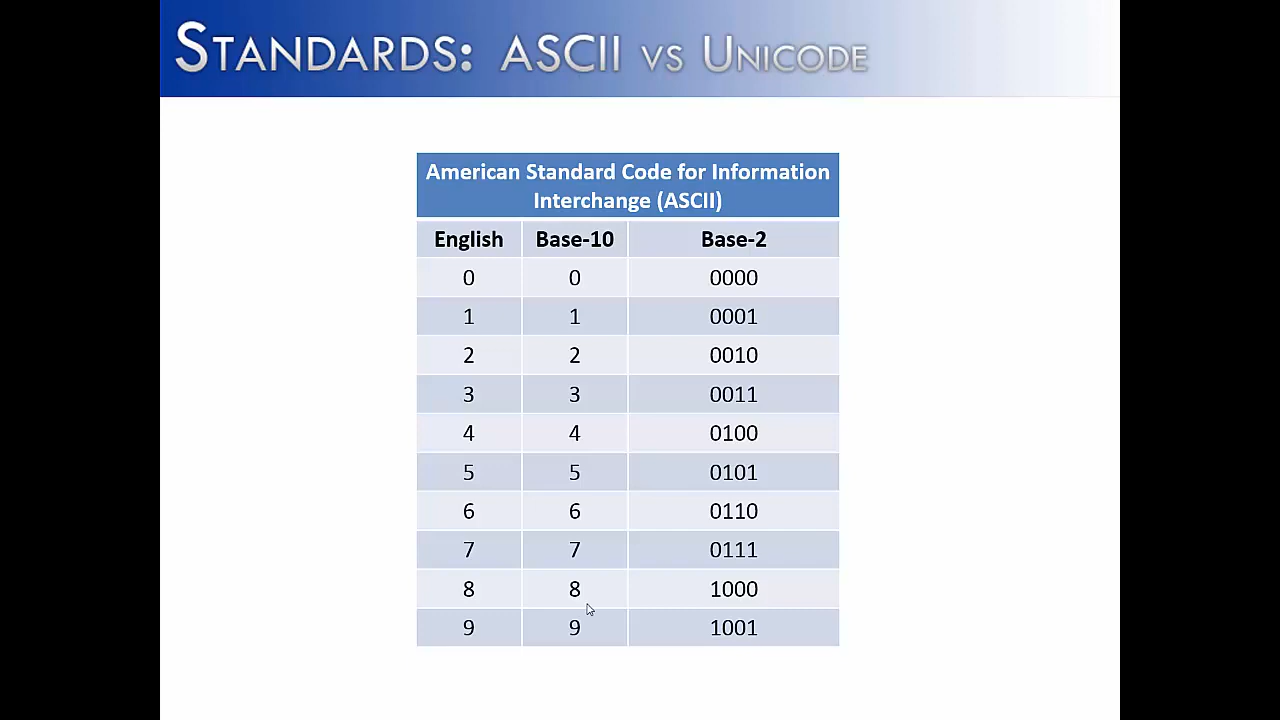 STANDARDS: ASCII VS UNICODE
American Standard Code for Information
Interchange (ASCII)
English Base-10 Base-2
0 0 0000
1 1 0001
2 2 0010
3 3 0011
4 4 0100
5 5 0101
6 6 0110
7 7 0111
8 8 1000
9 9 1001